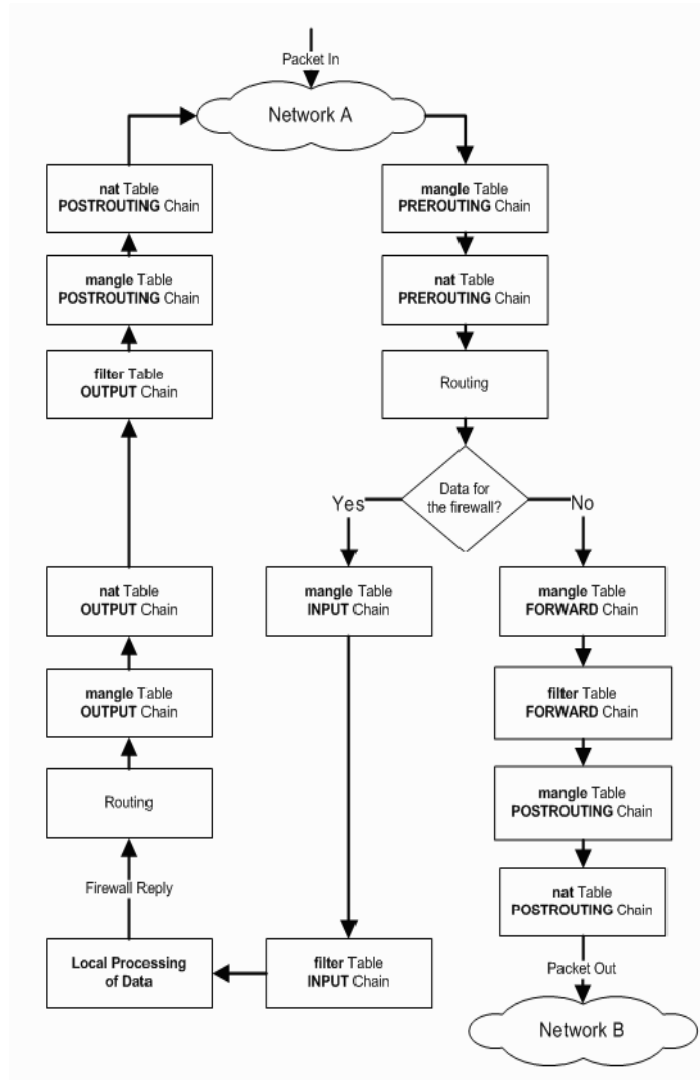 Packet In
Network A
nat Table
POSTROUTING Chain
mangle Table
PREROUTING Chain
mangle Table
POSTROUTING Chain
nat Table
PREROUTING Chain
filter Table
OUTPUT Chain
Routing
Data for
the firewall?
Yes
No
nat Table
OUTPUT Chain
mangle Table
INPUT Chain
mangle Table
FORWARD Chain
mangle Table
OUTPUT Chain
filter Table
FORWARD Chain
Routing
mangle Table
POSTROUTING Chain
Firewall Reply
nat Table
POSTROUTING Chain
Local Processing
of Data
filter Table
INPUT Chain
Packet Out
Network B